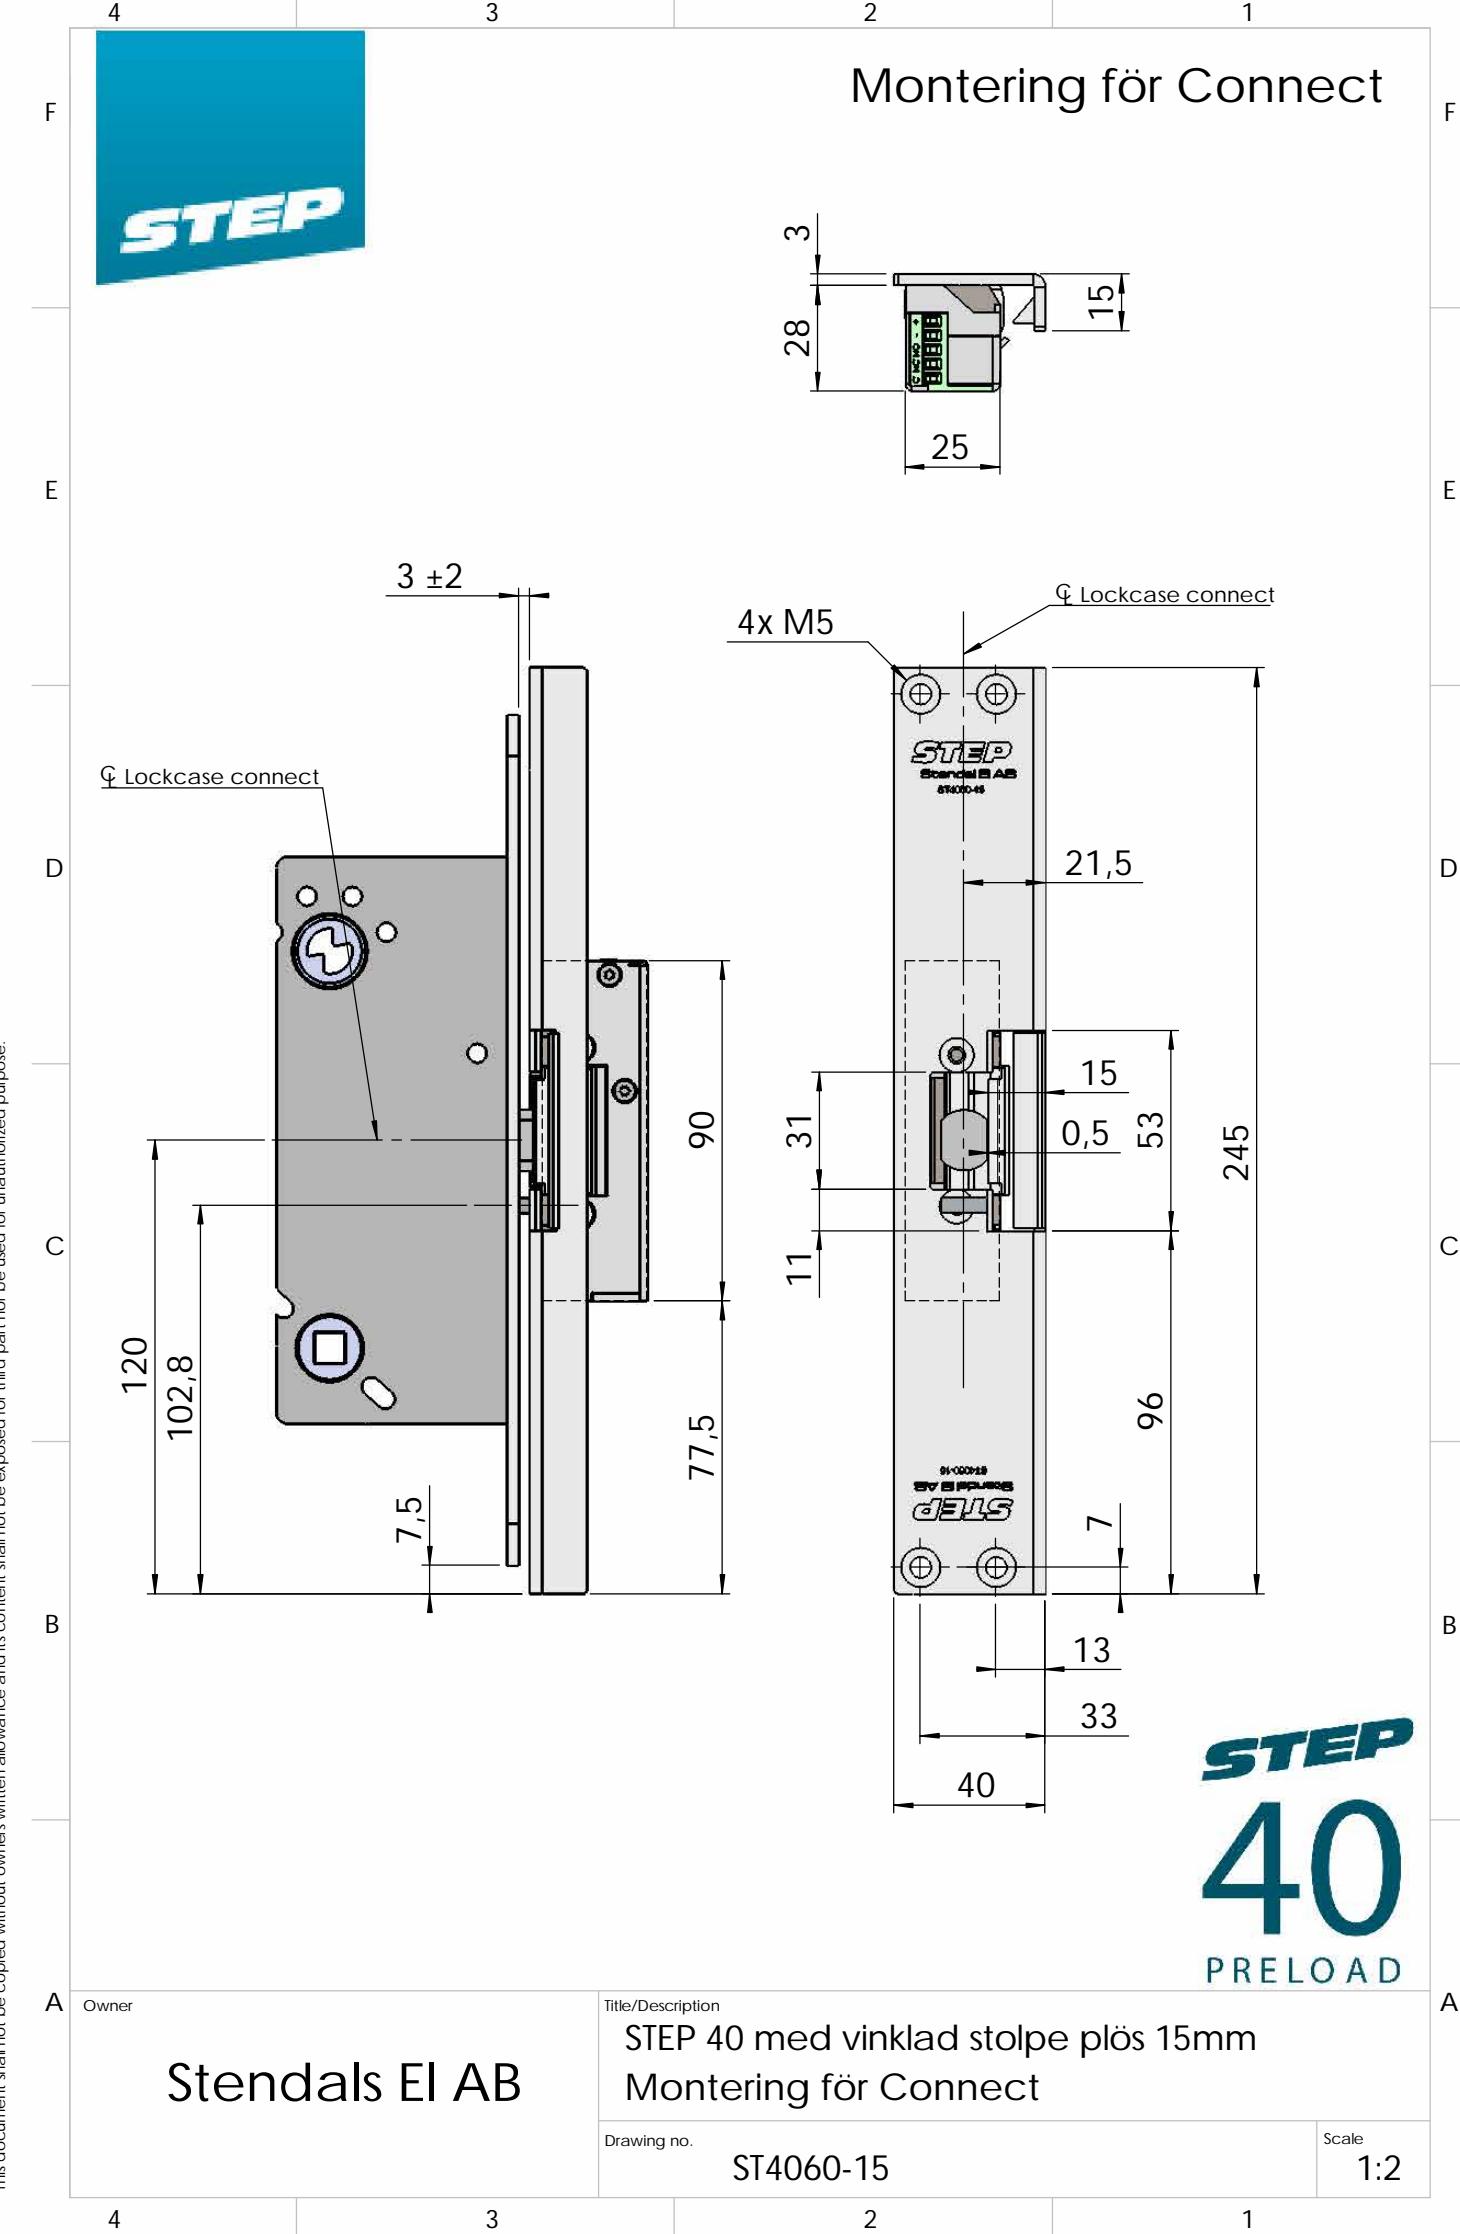 4 3 2 1
Montering för Connect
F F
STEP
3
28
15
+ - NO NC C
25
E E
3 ±2
℄ Lockcase connect
4x M5
STEP
Stendal El AB
ST4060-15
℄ Lockcase connect
D D
21,5
90
31
15
0,5
53
245
11
C C
120
102,8
77,5
96
7,5
ST4060-15
Stendal El AB
STEP
7
B B
13
33
40
STEP
40
PRELOAD
A A
Owner
Stendals El AB
Title/Description
STEP 40 med vinklad stolpe plös 15mm
Montering för Connect
Drawing no.
ST4060-15
Scale
1:2
4 3 2 1
This document shall not be copied without owners written allowance and its content shall not be exposed for third part nor be used for unauthorized purpose.